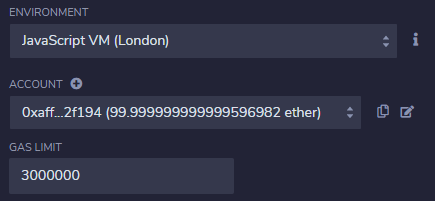 ENVIRONMENT
JavaScript VM (London)
ACCOUNT
0xaff...2f194 (99.999999999999596982 ether)
GAS LIMIT
3000000